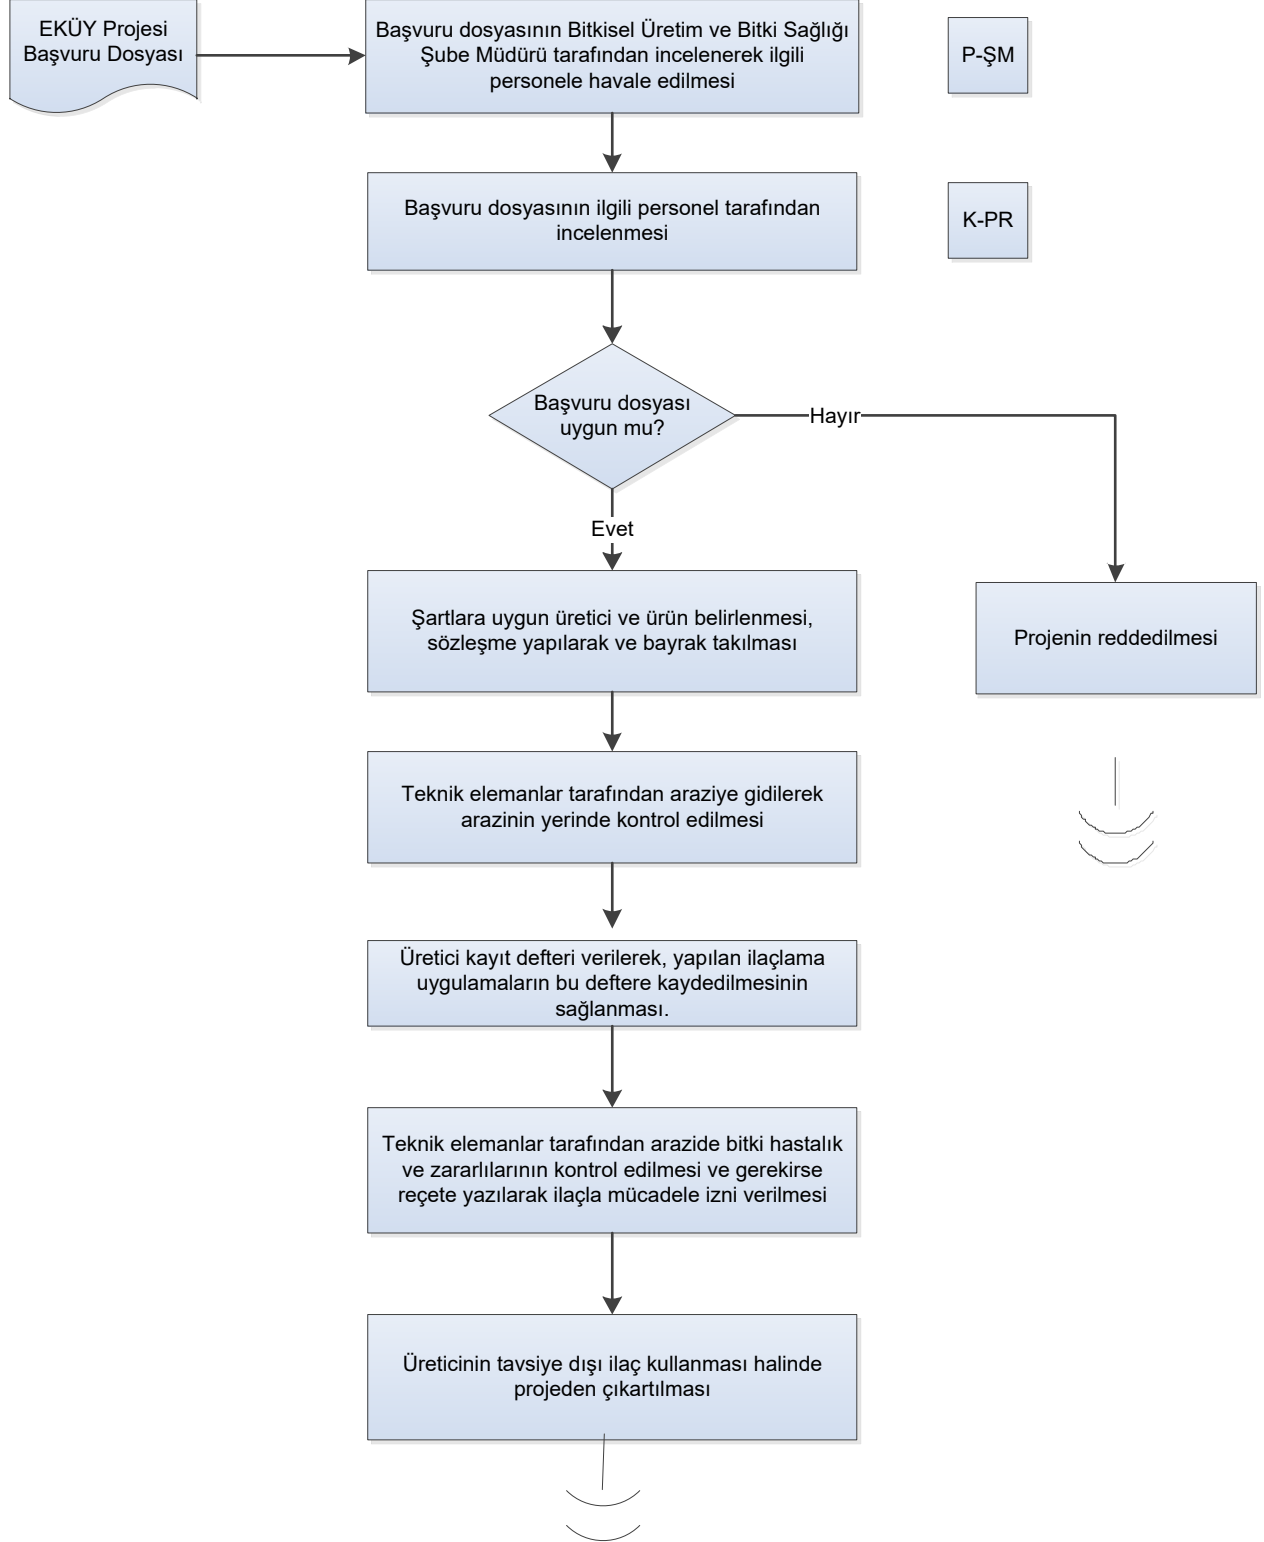 EKÜY Projesi
Başvuru Dosyası
Başvuru dosyasının Bitkisel Üretim ve Bitki Sağlığı
Şube Müdürü tarafından incelenerek ilgili
personele havale edilmesi
P-ŞM
Başvuru dosyasının ilgili personel tarafından
incelenmesi
K-PR
Başvuru dosyası
uygun mu?
Hayır
Evet
Şartlara uygun üretici ve ürün belirlenmesi,
sözleşme yapılarak ve bayrak takılması
Projenin reddedilmesi
Teknik elemanlar tarafından araziye gidilerek
arazinin yerinde kontrol edilmesi
Üretici kayıt defteri verilerek, yapılan ilaçlama
uygulamaların bu deftere kaydedilmesinin
sağlanması.
Teknik elemanlar tarafından arazide bitki hastalık
ve zararlılarının kontrol edilmesi ve gerekirse
reçete yazılarak ilaçla mücadele izni verilmesi
Üreticinin tavsiye dışı ilaç kullanması halinde
projeden çıkartılması